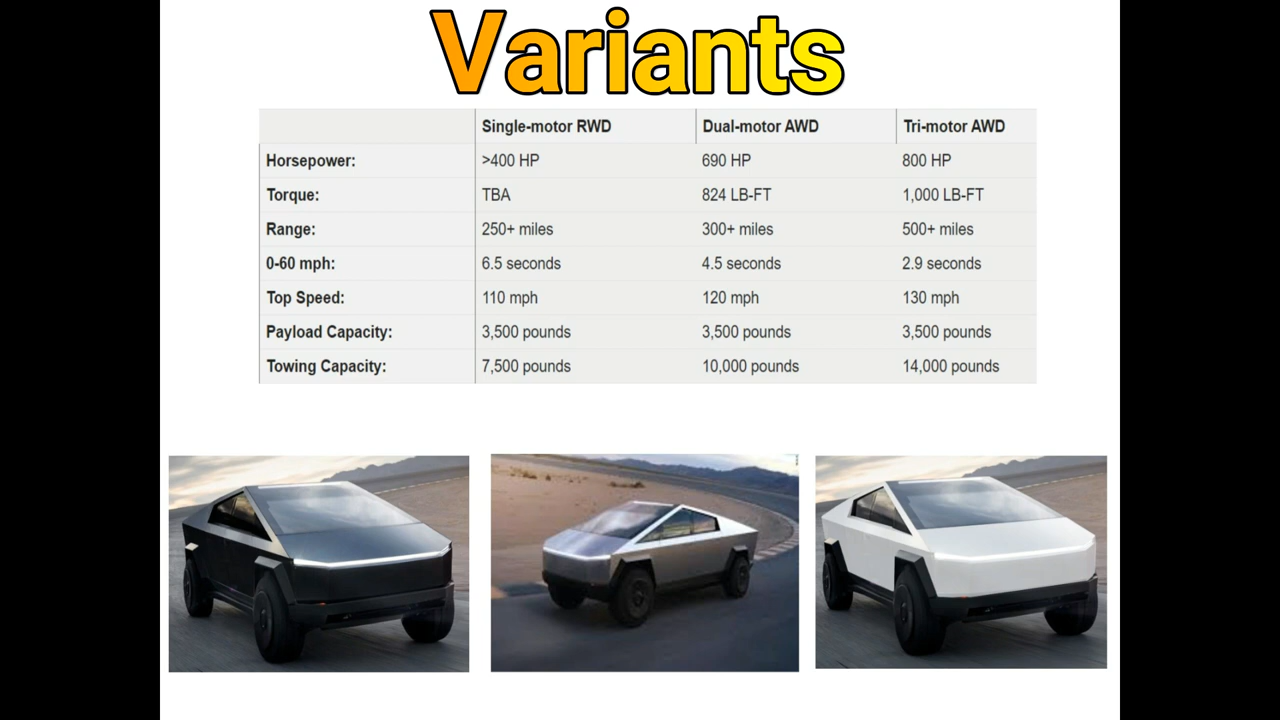 Variants
Single-motor RWD Dual-motor AWD Tri-motor AWD
Horsepower: >400 HP 690 HP 800 HP
Torque: TBA 824 LB-FT 1,000 LB-FT
Range: 250+ miles 300+ miles 500+ miles
0-60 mph: 6.5 seconds 4.5 seconds 2.9 seconds
Top Speed: 110 mph 120 mph 130 mph
Payload Capacity: 3,500 pounds 3,500 pounds 3,500 pounds
Towing Capacity: 7,500 pounds 10,000 pounds 14,000 pounds